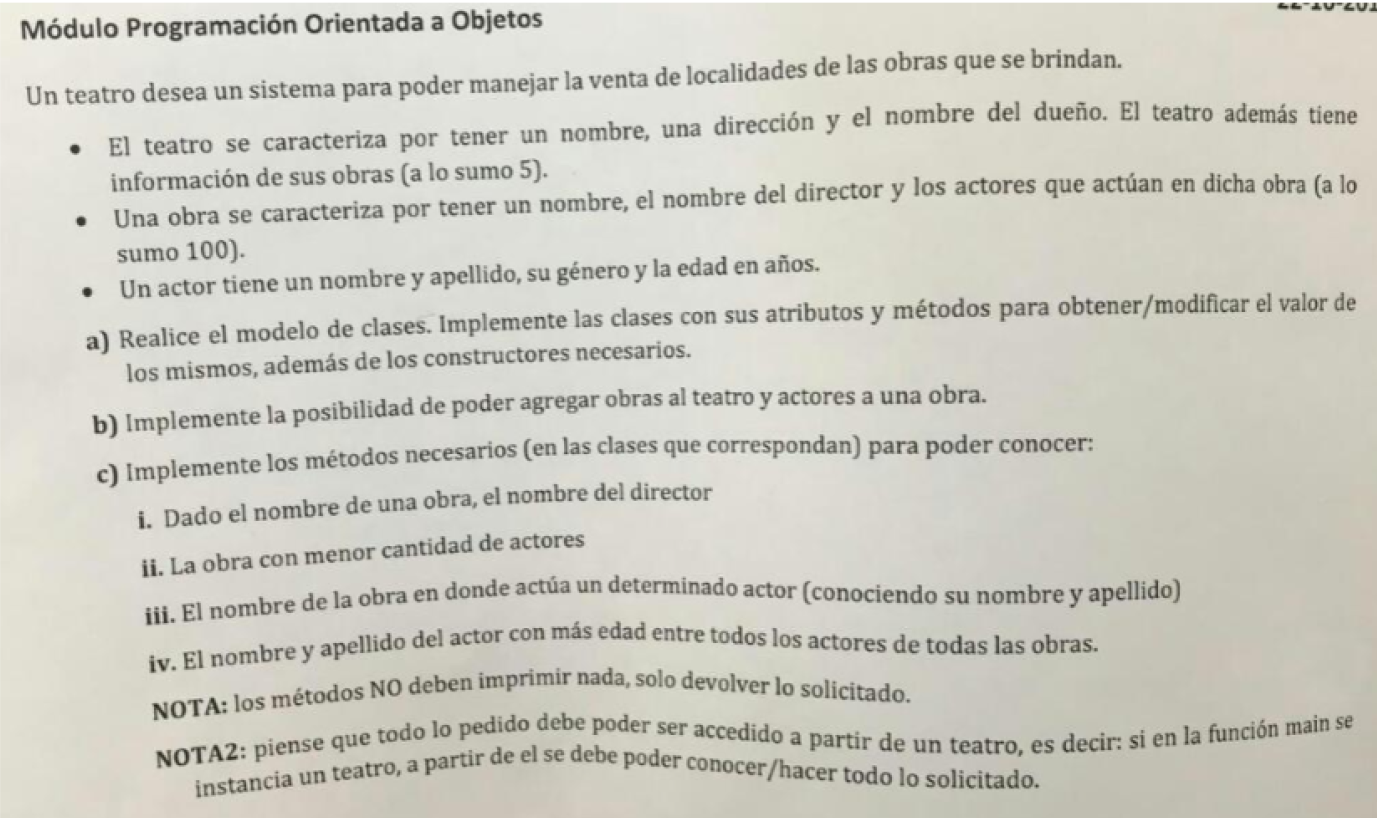 Módulo Programación Orientada a Objetos
Un teatro desea un sistema para poder manejar la venta de localidades de las obras que se brindan.
• El teatro se caracteriza por tener un nombre, una dirección y el nombre del dueño. El teatro además tiene
información de sus obras (a lo sumo 5).
• Una obra se caracteriza por tener un nombre, el nombre del director y los actores que actúan en dicha obra (a lo
sumo 100).
• Un actor tiene un nombre y apellido, su género y la edad en años.
a) Realice el modelo de clases. Implemente las clases con sus atributos y métodos para obtener/modificar el valor de
los mismos, además de los constructores necesarios.
b) Implemente la posibilidad de poder agregar obras al teatro y actores a una obra.
c) Implemente los métodos necesarios (en las clases que correspondan) para poder conocer:
i. Dado el nombre de una obra, el nombre del director
ii. La obra con menor cantidad de actores
iii. El nombre de la obra en donde actúa un determinado actor (conociendo su nombre y apellido)
iv. El nombre y apellido del actor con más edad entre todos los actores de todas las obras.
NOTA: los métodos NO deben imprimir nada, solo devolver lo solicitado.
NOTA2: piense que todo lo pedido debe poder ser accedido a partir de un teatro, es decir: si en la función main se
instancia un teatro, a partir de el se debe poder conocer/hacer todo lo solicitado.